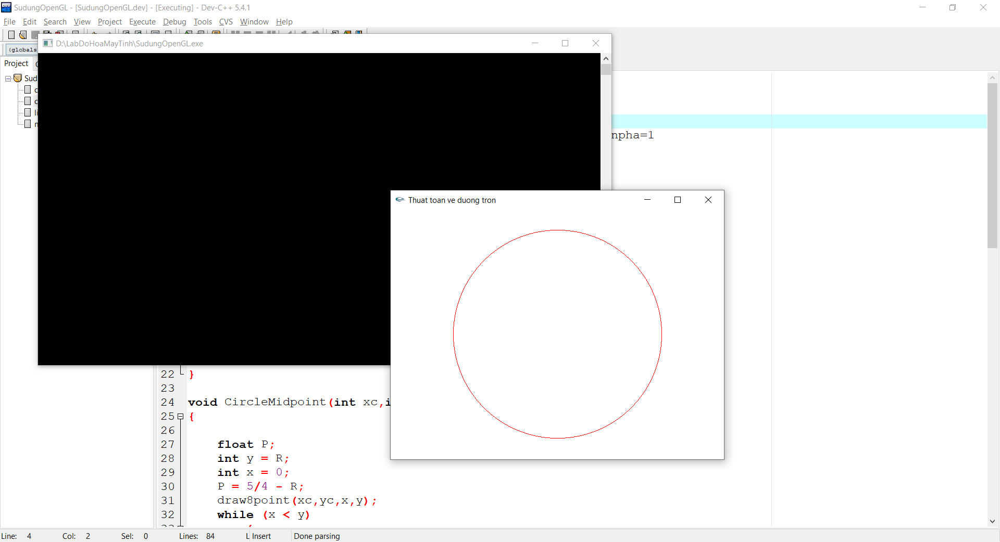 SudungOpenGL - [SudungOpenGL.dev] - [Executing] - Dev-C++ 5.4.1
File Edit Search View Project Execute Debug Tools CVS Window Help
D:\LabDoHoaMayTinh\SudungOpenGL.exe
(globals
Project
Sud
npha=1
Thuat toan ve duong tron
22 }
23
24 void CircleMidpoint(int xc,i
25 {
26
27 float P;
28 int y = R;
29 int x = 0;
30 P = 5/4 - R;
31 draw8point(xc,yc,x,y);
32 while (x < y)
Line: 4 Col: 2 Sel: 0 Lines: 84 L Insert Done parsing